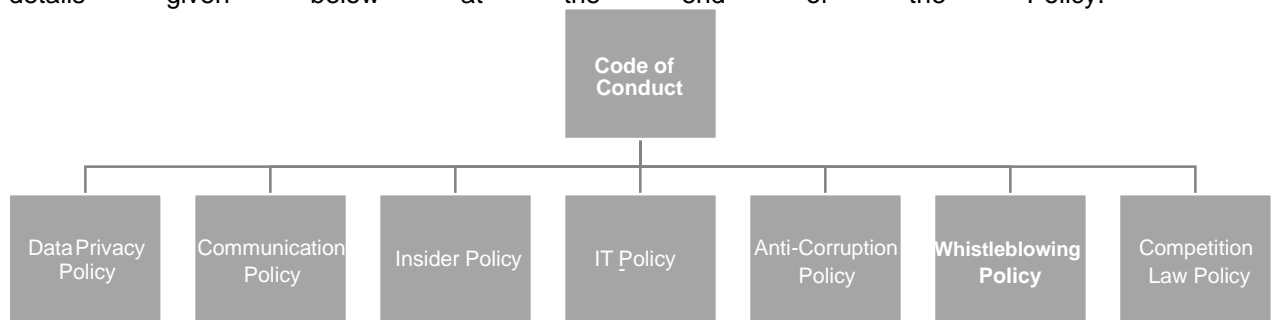 details given below at the end of the Policy.
Code of
Conduct
Data Privacy
Policy
Communication
Policy
Insider Policy
IT Policy
Anti-Corruption
Policy
Whistleblowing
Policy
Competition
Law Policy